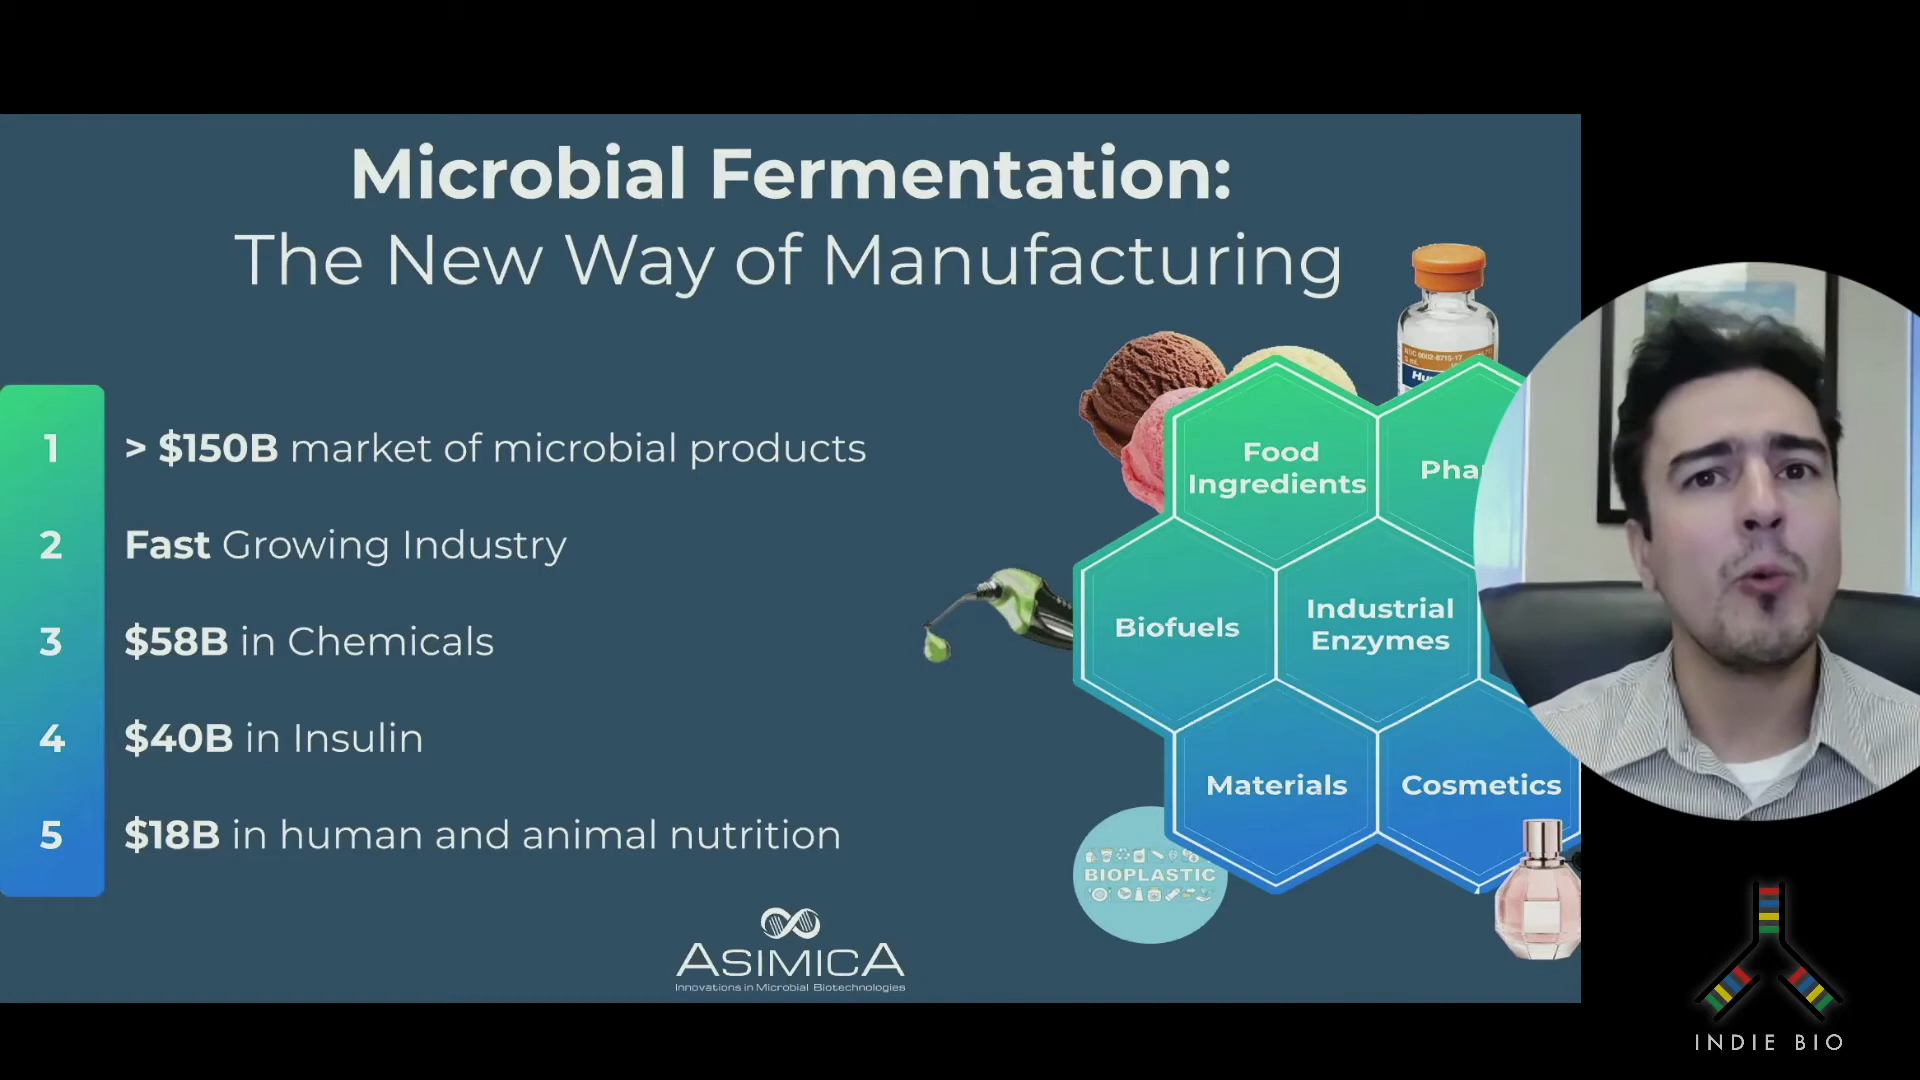 Microbial Fermentation:
The New Way of Manufacturing
1 > $150B market of microbial products
2 Fast Growing Industry
3 $58B in Chemicals
4 $40B in Insulin
5 $18B in human and animal nutrition
Food
Ingredients
Biofuels
Industrial
Enzymes
Materials
Cosmetics
BIOPLASTIC
ASIMICA
Innovations in Microbial Biotechnologies
INDIE BIO